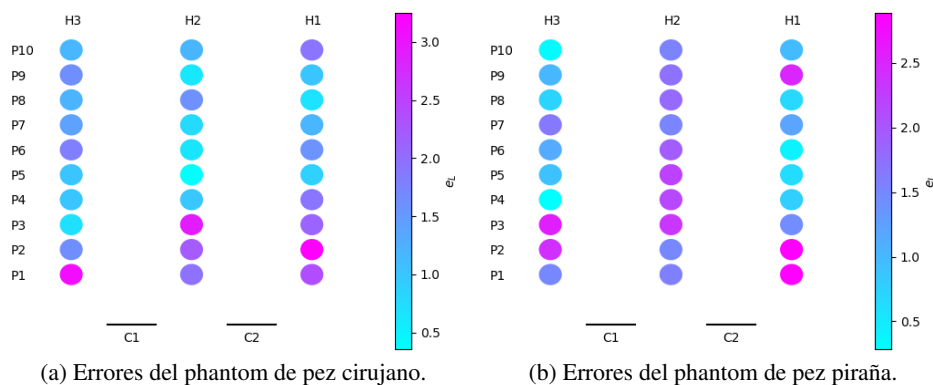 H3 H2 H1
P10
P9
P8
P7
P6
P5
P4
P3
P2
P1
C1 C2
3.0
2.5
2.0
1.5
1.0
0.5
e_L
(a) Errores del phantom de pez cirujano.
H3 H2 H1
P10
P9
P8
P7
P6
P5
P4
P3
P2
P1
C1 C2
2.5
2.0
1.5
1.0
0.5
(b) Errores del phantom de pez piraña.